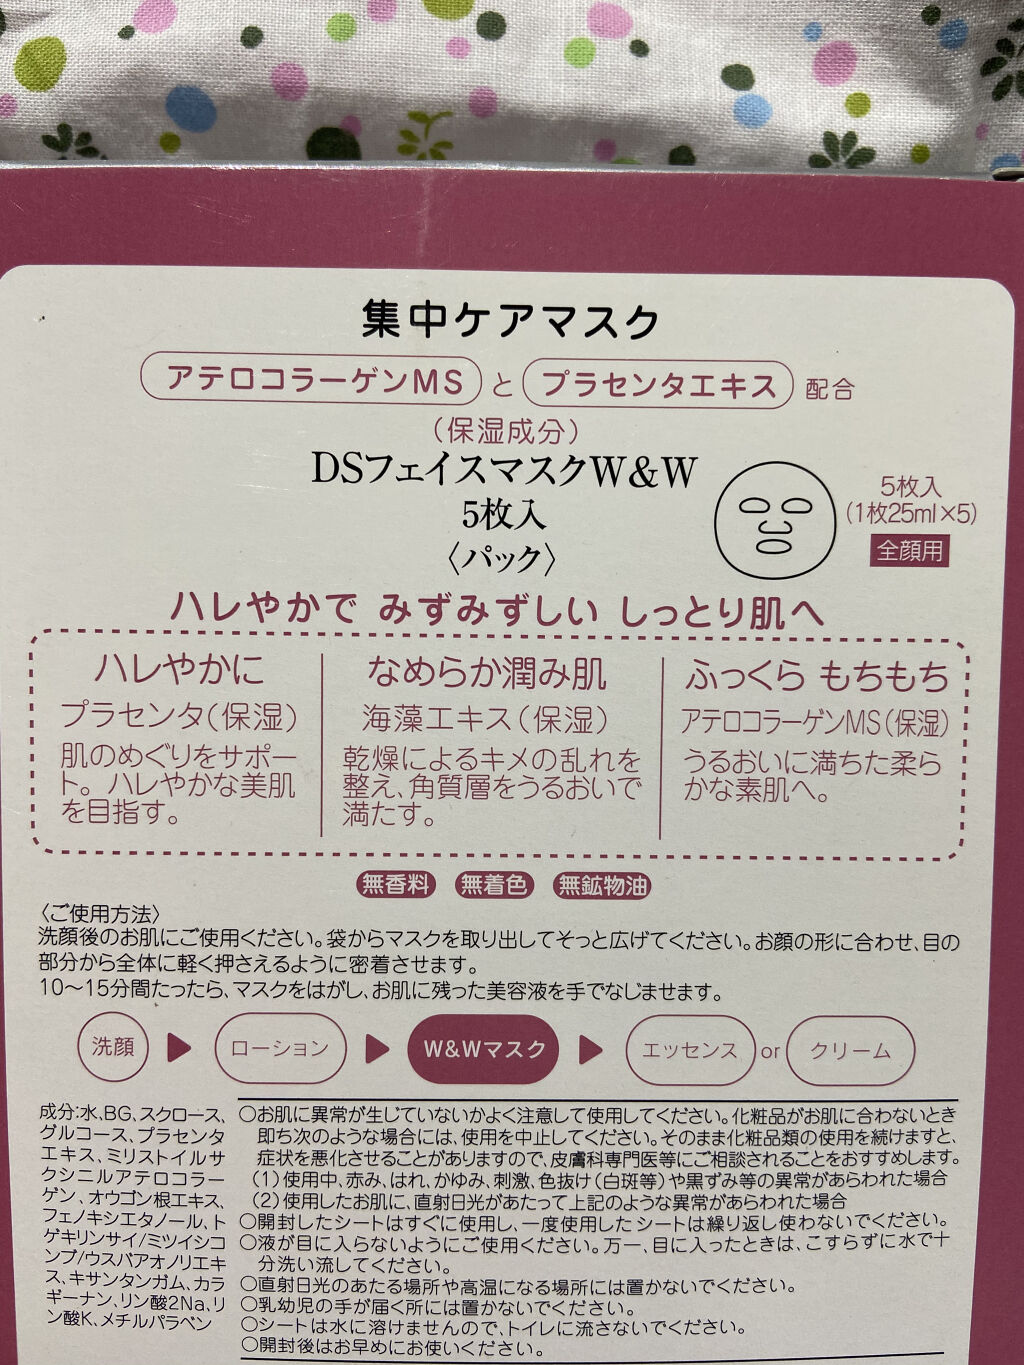 集中ケアマスク
アテロコラーゲンMS と プラセンタエキス 配合
（保湿成分）
DSフェイスマスクW&W
5枚入
〈パック〉
5枚入
（1枚25ml×5）
全顔用
ハレやかで みずみずしい しっとり肌へ
ハレやかに
プラセンタ（保湿）
肌のめぐりをサポー
ト。ハレやかな美肌
を目指す。
なめらか潤み肌
海藻エキス（保湿）
乾燥によるキメの乱れを
整え、角質層をうるおいで
満たす。
ふっくら もちもち
アテロコラーゲンMS（保湿）
うるおいに満ちた柔ら
かな素肌へ。
無香料 無着色 無鉱物油
〈ご使用方法〉
洗顔後のお肌にご使用ください。袋からマスクを取り出してそっと広げてください。お顔の形に合わせ、目の
部分から全体に軽く押さえるように密着させます。
10〜15分間たったら、マスクをはがし、お肌に残った美容液を手でなじませます。
洗顔 ▶ ローション ▶ W&Wマスク ▶ エッセンス or クリーム
成分:水、BG、スクロース、
グルコース、プラセンタ
エキス、ミリストイルサ
クシニルアテロコラー
ゲン、オウゴン根エキス、
フェノキシエタノール、ト
ゲキリンサイ/ミツイシコ
ンブ/ウスバアオノリエキ
ス、キサンタンガム、カラ
ギーナン、リン酸2Na、リ
ン酸K、メチルパラベン
○お肌に異常が生じていないかよく注意して使用してください。化粧品がお肌に合わないとき
即ち次のような場合には、使用を中止してください。そのまま化粧品類の使用を続けますと、
症状を悪化させることがありますので、皮膚科専門医等にご相談されることをおすすめします。
（1）使用中、赤み、はれ、かゆみ、刺激、色抜け（白斑等）や黒ずみ等の異常があらわれた場合
（2）使用したお肌に、直射日光があたって上記のような異常があらわれた場合
○開封したシートはすぐに使用し、一度使用したシートは繰り返し使わないでください。
○液が目に入らないようにご使用ください。万一、目に入ったときは、こすらずに水で十
分洗い流してください。
○直射日光のあたる場所や高温になる場所には置かないでください。
○乳幼児の手が届く所には置かないでください。
○シートは水に溶けませんので、トイレに流さないでください。
○開封後はお早めにお使いください。